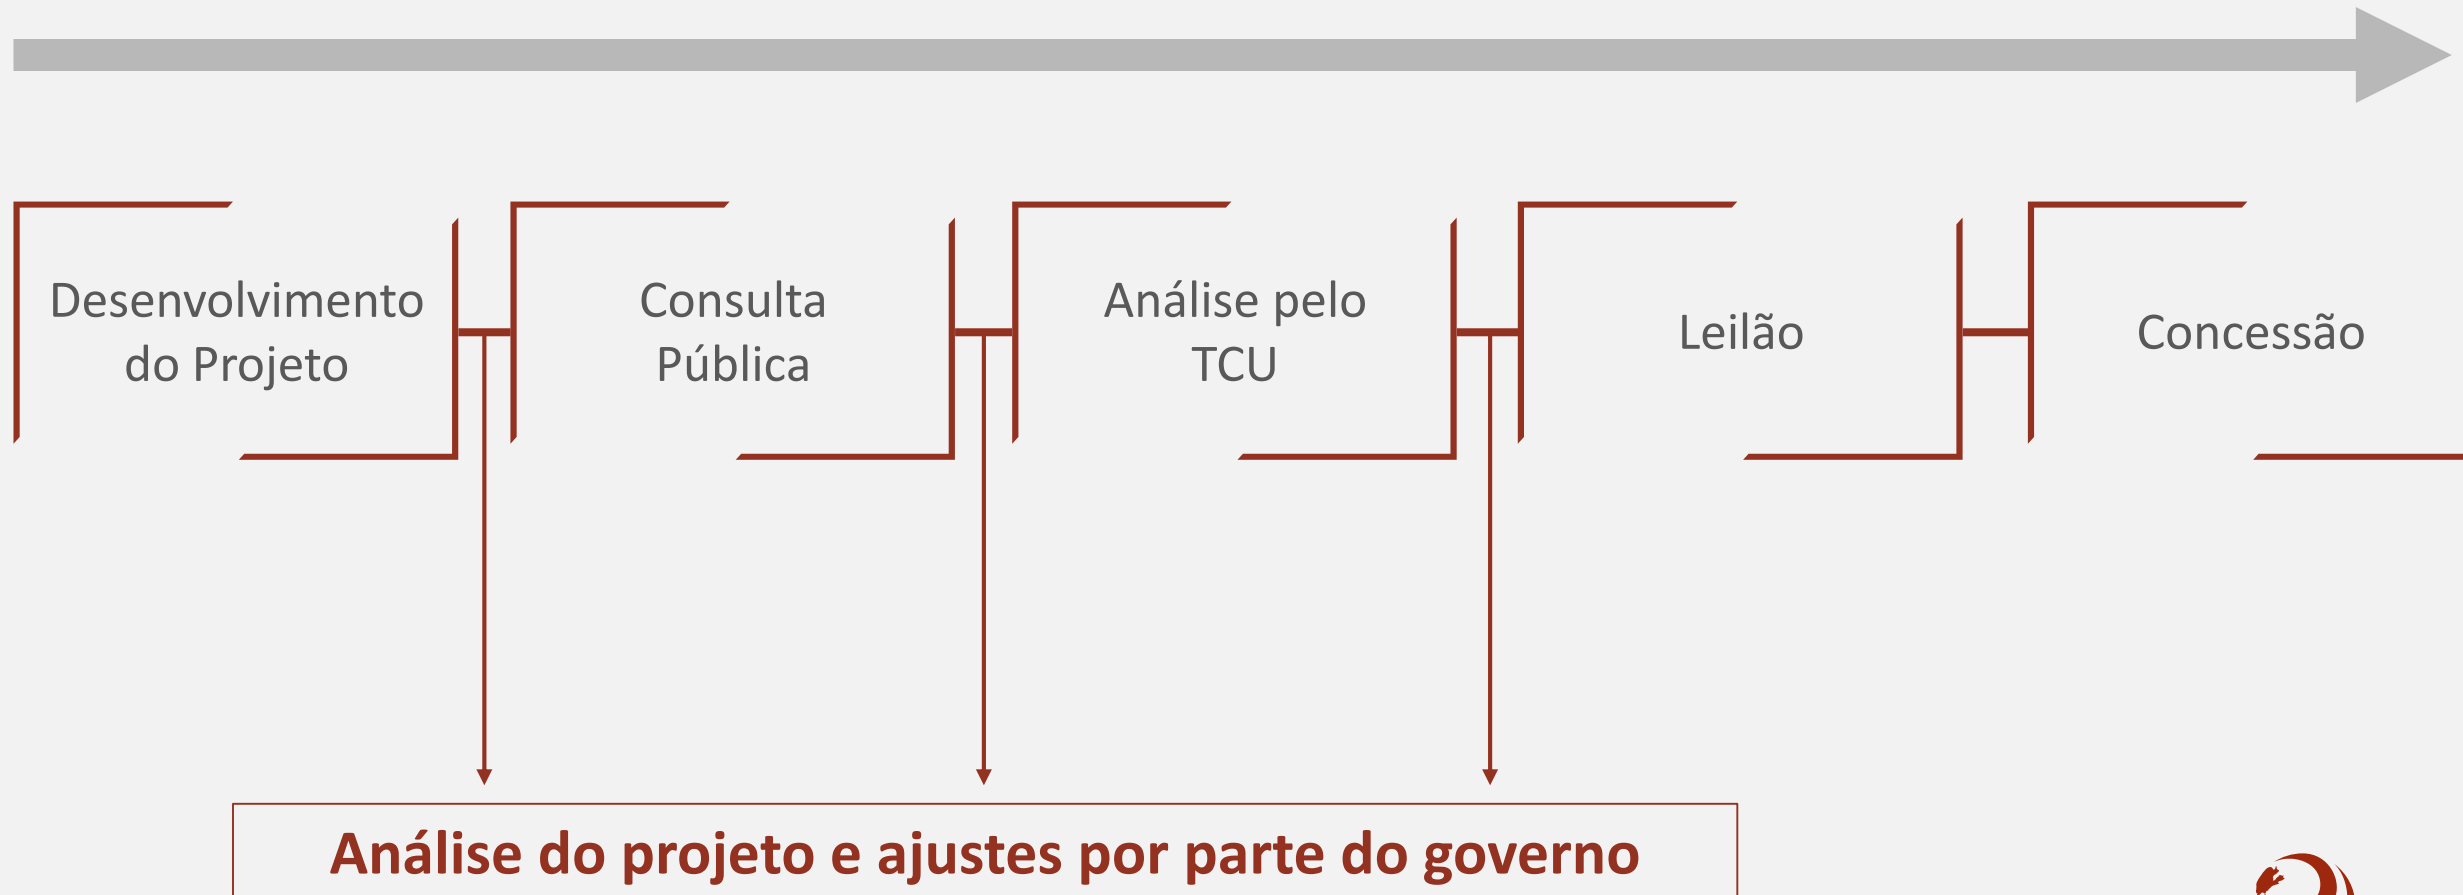 Desenvolvimento
do Projeto
Consulta
Pública
Análise pelo
TCU
Leilão
Concessão
Análise do projeto e ajustes por parte do governo